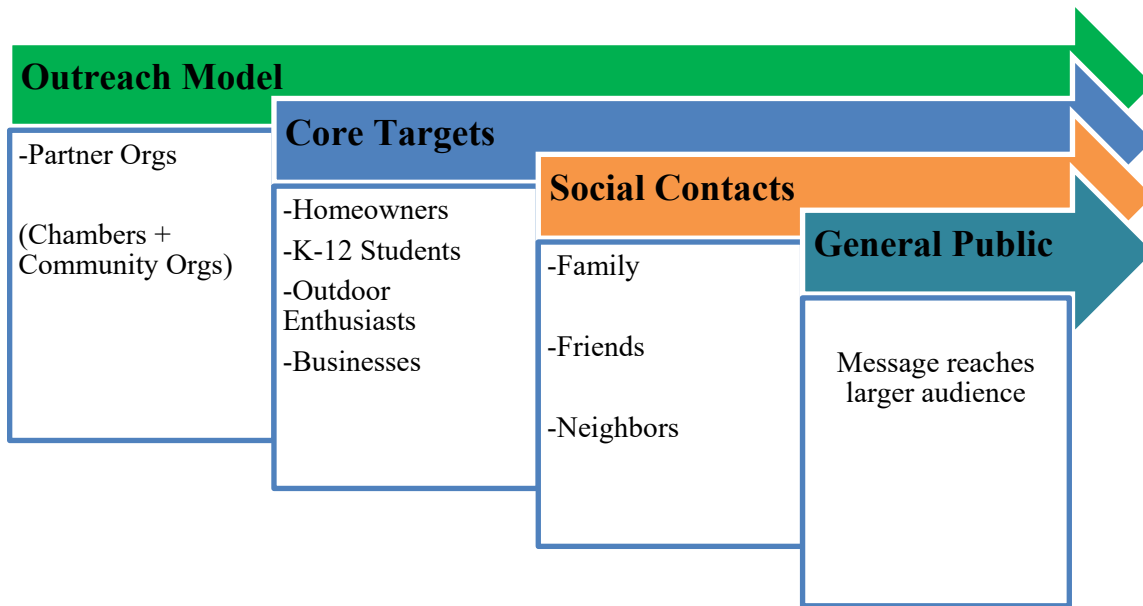 Outreach Model
-Partner Orgs
(Chambers +
Community Orgs)
Core Targets
-Homeowners
-K-12 Students
-Outdoor
Enthusiasts
-Businesses
Social Contacts
-Family
-Friends
-Neighbors
General Public
Message reaches
larger audience